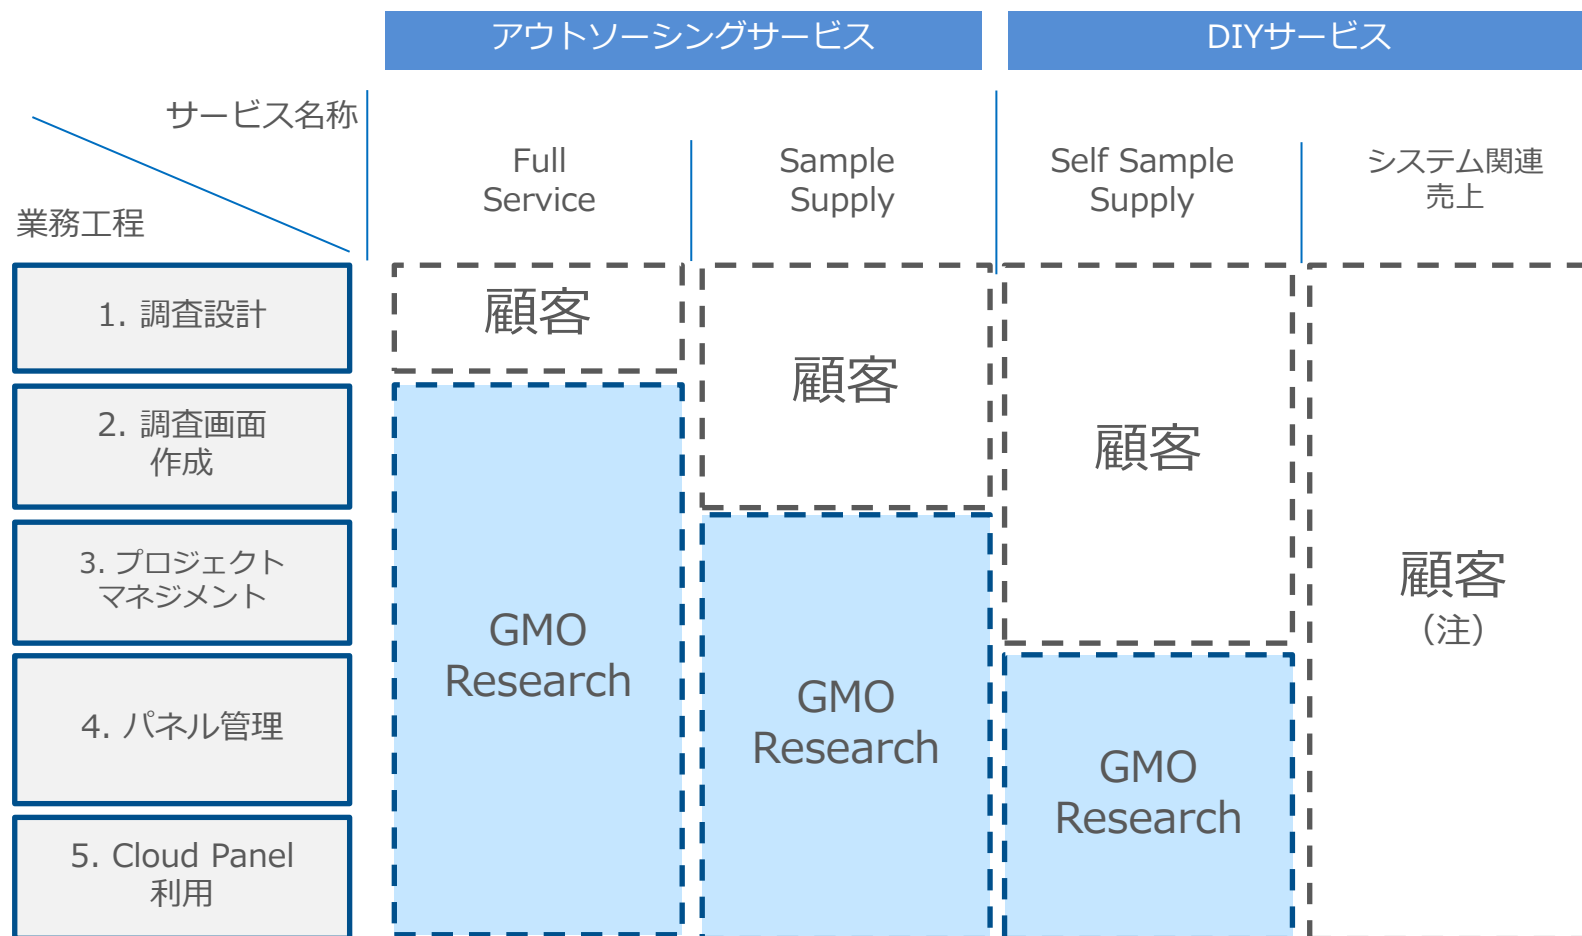 アウトソーシングサービス
DIYサービス
サービス名称
業務工程
Full
Service
Sample
Supply
Self Sample
Supply
システム関連
売上
1. 調査設計
2. 調査画面
作成
3. プロジェクト
マネジメント
4. パネル管理
5. Cloud Panel
利用
顧客
GMO
Research
顧客
GMO
Research
顧客
GMO
Research
顧客
（注）